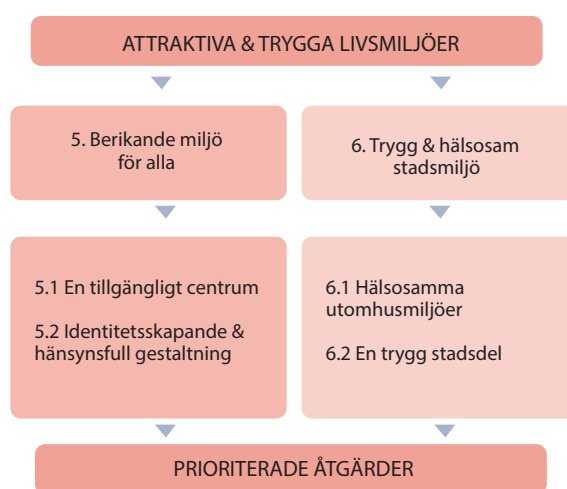 ATTRAKTIVA & TRYGGA LIVSMILJÖER
5. Berikande miljö
för alla
6. Trygg & hälsosam
stadsmiljö
5.1 En tillgängligt centrum
5.2 Identitetsskapande &
hänsynsfull gestaltning
6.1 Hälsosamma
utomhusmiljöer
6.2 En trygg stadsdel
PRIORITERADE ÅTGÄRDER